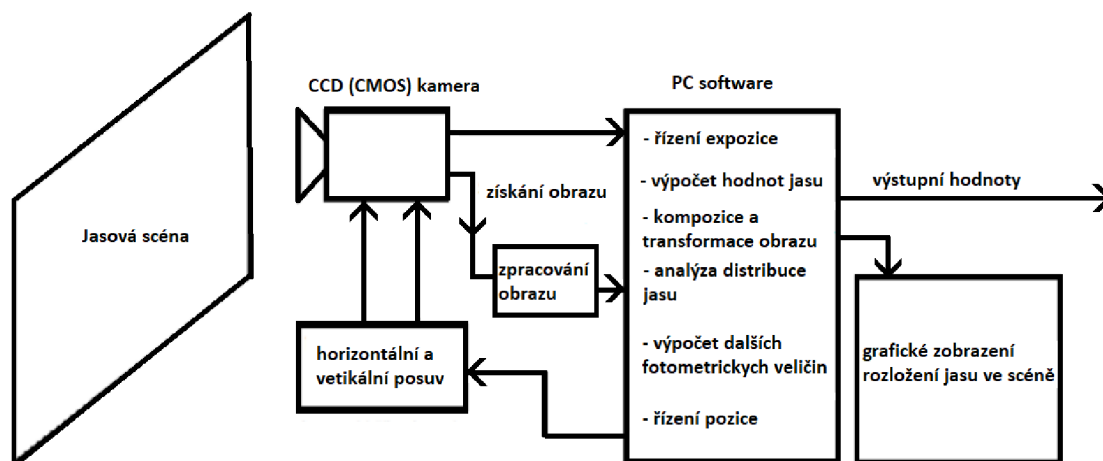 CCD (CMOS) kamera
PC software
Jasová scéna
získání obrazu
zpracování
obrazu
horizontální a
vetikální posuv
- řízení expozice
- výpočet hodnot jasu
- kompozice a
transformace obrazu
- analýza distribuce
jasu
- výpočet dalších
fotometrickych veličin
- řízení pozice
výstupní hodnoty
grafické zobrazení
rozložení jasu ve scéně